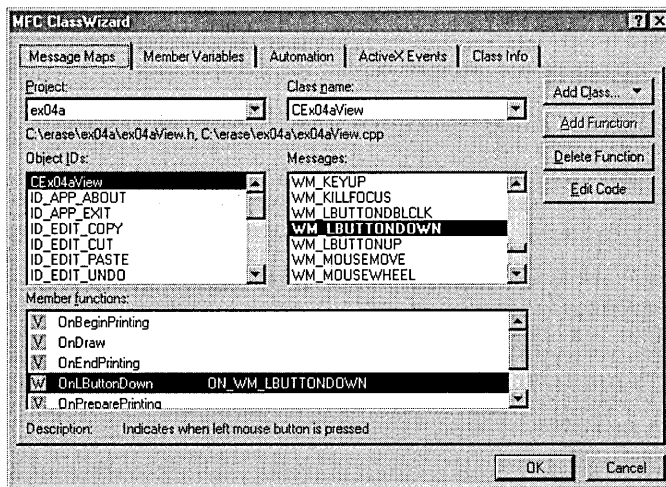 MFC ClassWizard
Message Maps Member Variables Automation ActiveX Events Class Info
Project: Class name:
ex04a CEx04aView
Add Class...
C:\erase\ex04a\ex04aView.h, C:\erase\ex04a\ex04aView.cpp
Add Function
Object IDs: Messages:
Delete Function
CEx04aView WM_KEYUP
ID_APP_ABOUT WM_KILLFOCUS
Edit Code
ID_APP_EXIT WM_LBUTTONDBLCLK
ID_EDIT_COPY WM_LBUTTONDOWN
ID_EDIT_CUT WM_LBUTTONUP
ID_EDIT_PASTE WM_MOUSEMOVE
ID_EDIT_UNDO WM_MOUSEWHEEL
Member functions:
V OnBeginPrinting
V OnDraw
V OnEndPrinting
W OnLButtonDown ON_WM_LBUTTONDOWN
V OnPreparePrinting
Description: Indicates when left mouse button is pressed
OK Cancel